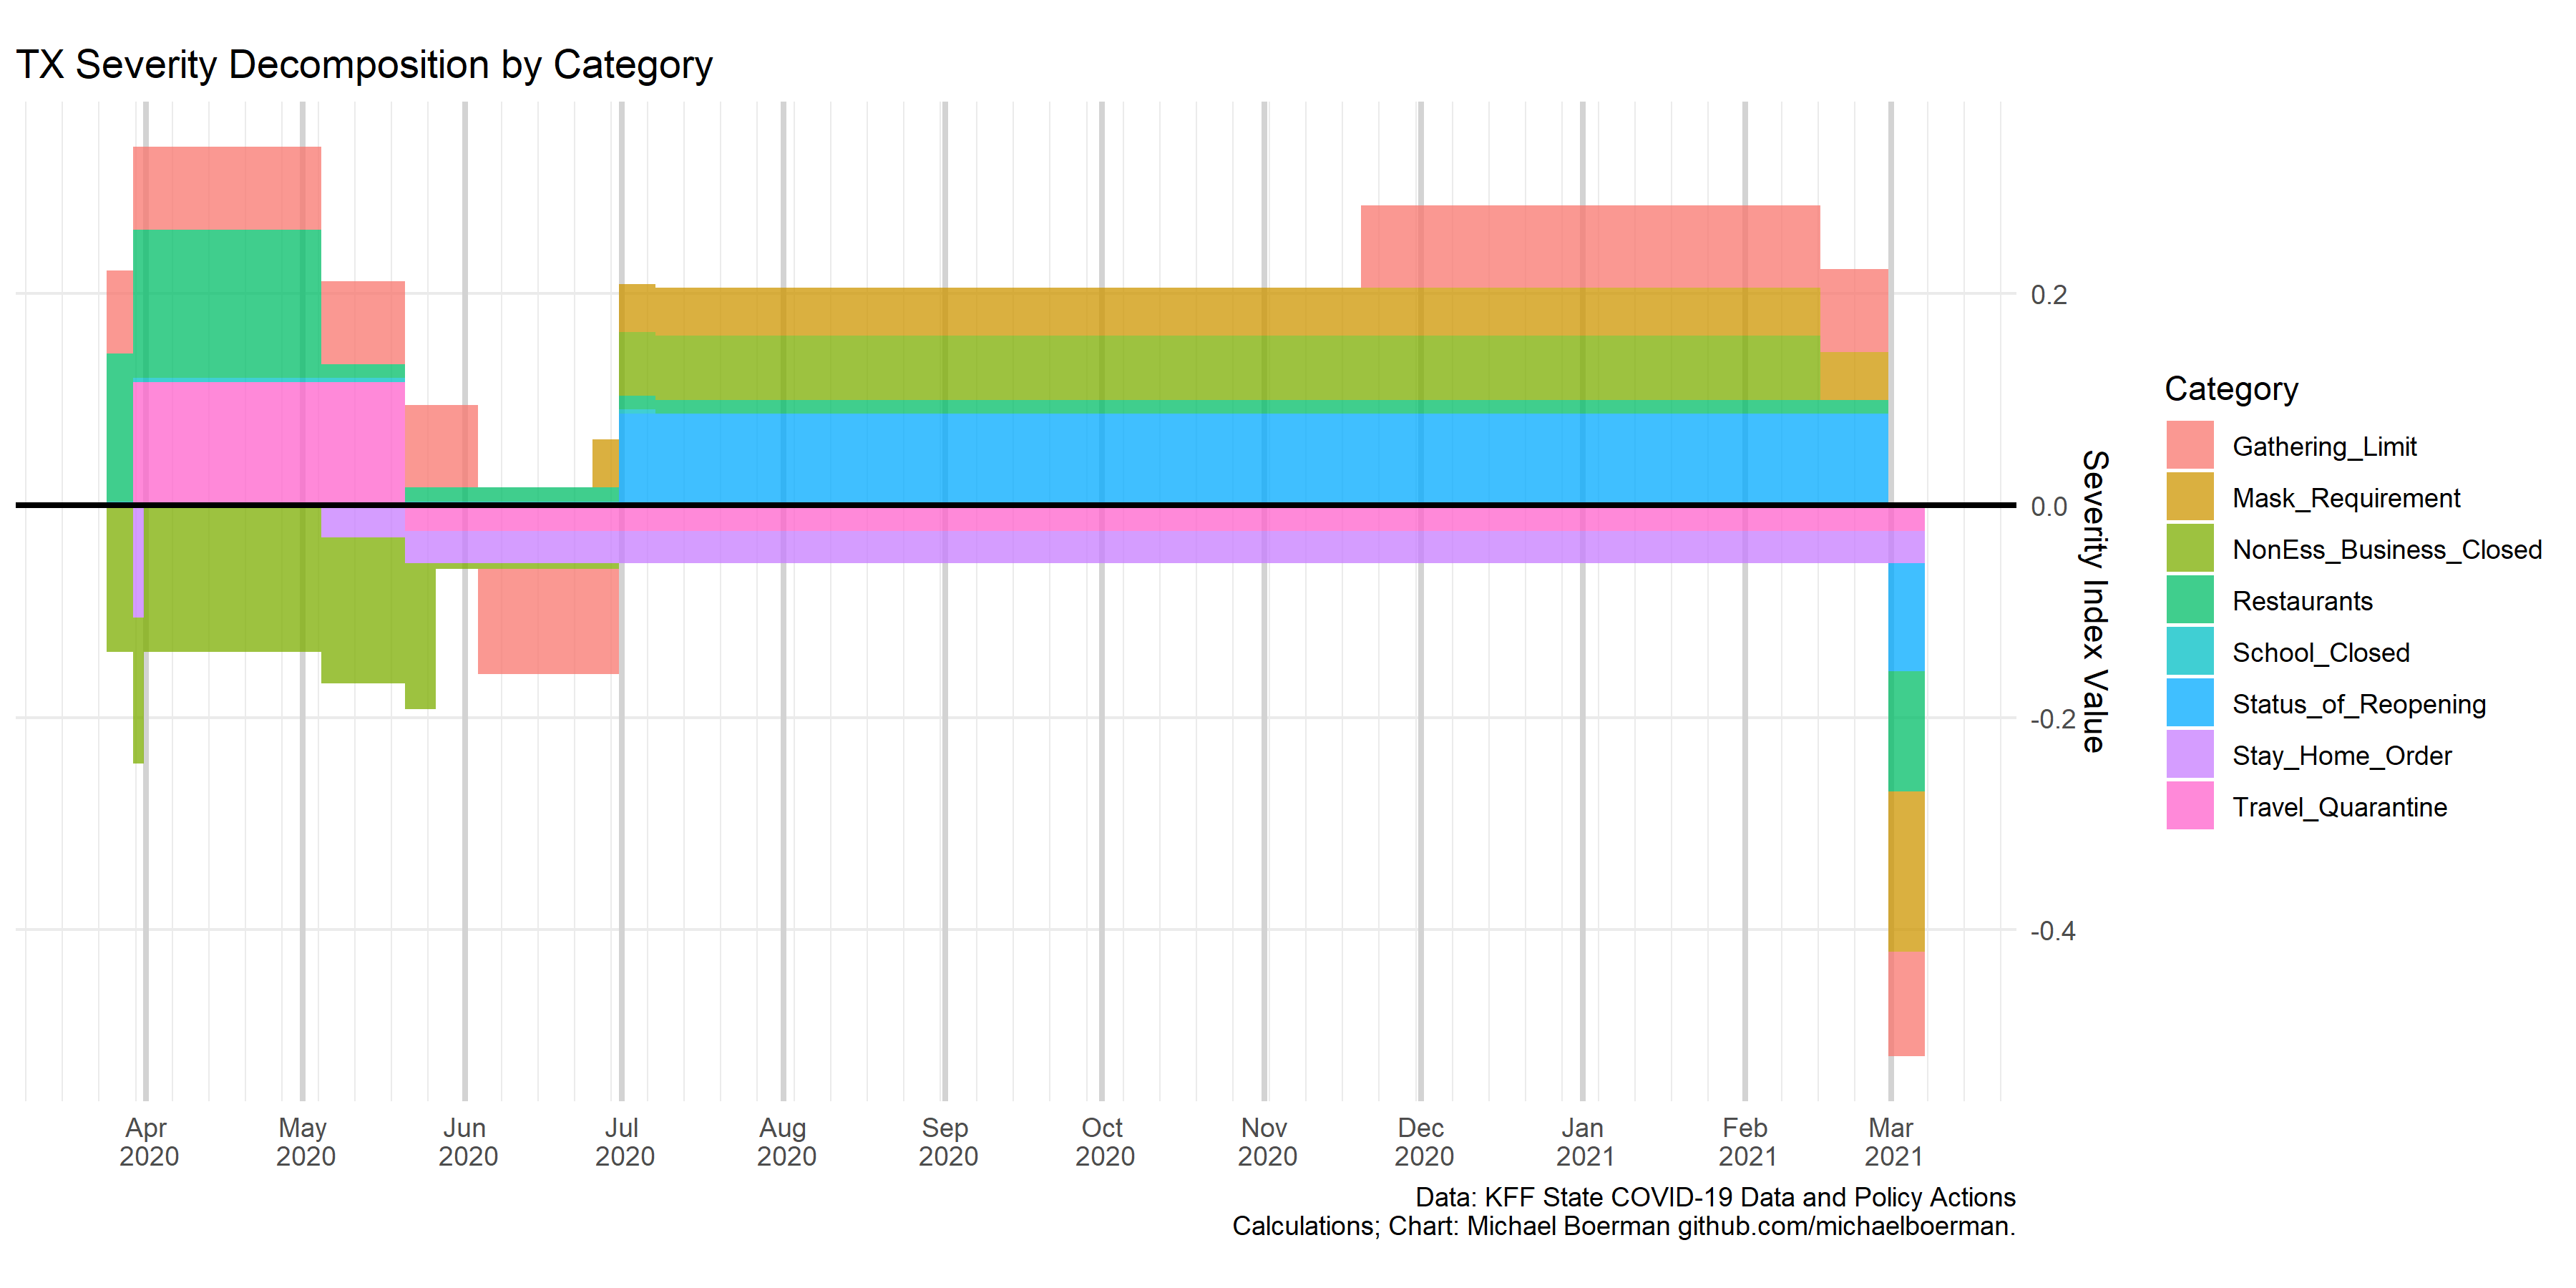 TX Severity Decomposition by Category
0.2
0.0
-0.2
-0.4
Severity Index Value
Category
Gathering_Limit
Mask_Requirement
NonEss_Business_Closed
Restaurants
School_Closed
Status_of_Reopening
Stay_Home_Order
Travel_Quarantine
Apr
2020
May
2020
Jun
2020
Jul
2020
Aug
2020
Sep
2020
Oct
2020
Nov
2020
Dec
2020
Jan
2021
Feb
2021
Mar
2021
Data: KFF State COVID-19 Data and Policy Actions
Calculations; Chart: Michael Boerman github.com/michaelboerman.